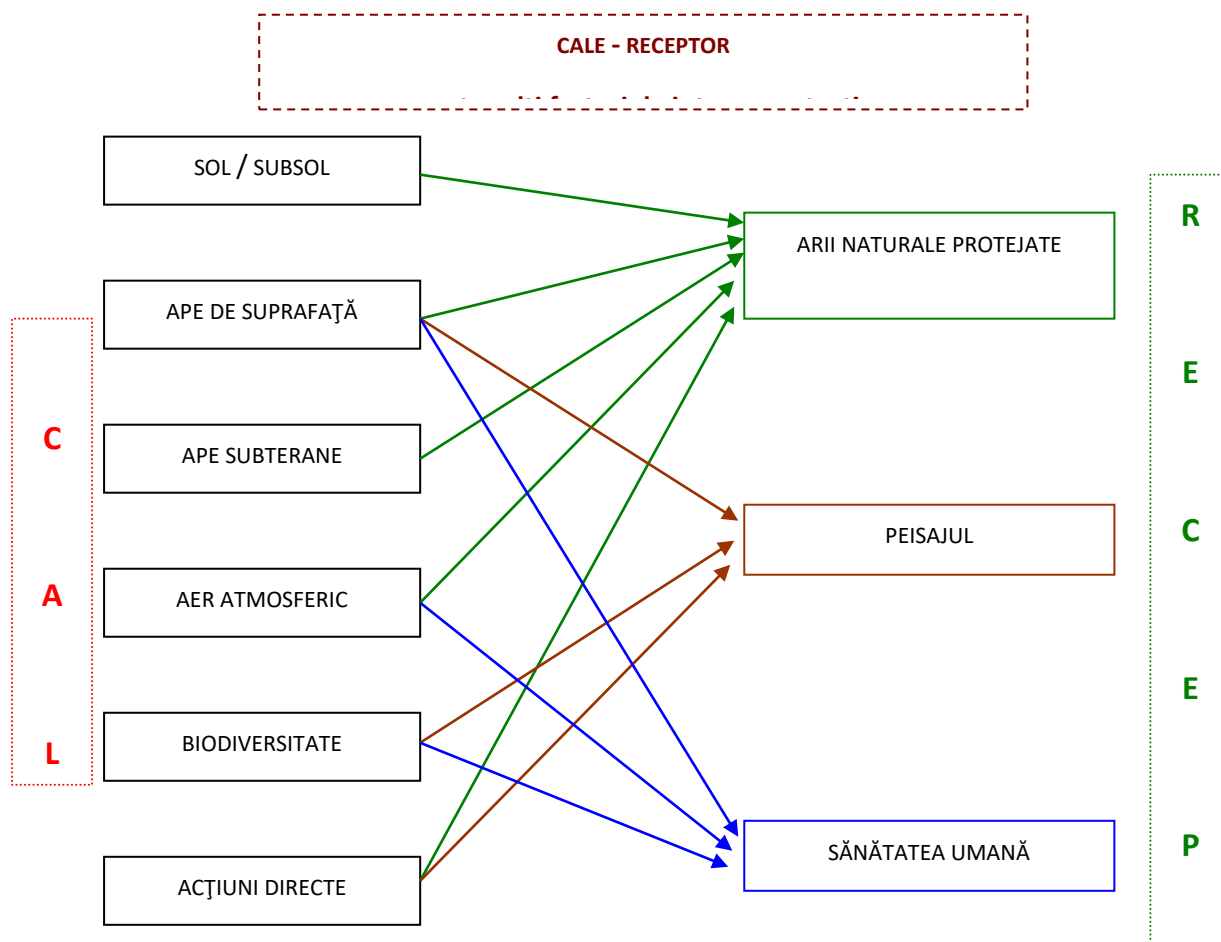 CALE - RECEPTOR
SOL / SUBSOL
APE DE SUPRAFAŢĂ
APE SUBTERANE
AER ATMOSFERIC
BIODIVERSITATE
ACŢIUNI DIRECTE
C
A
L
ARII NATURALE PROTEJATE
PEISAJUL
SĂNĂTATEA UMANĂ
R
E
C
E
P